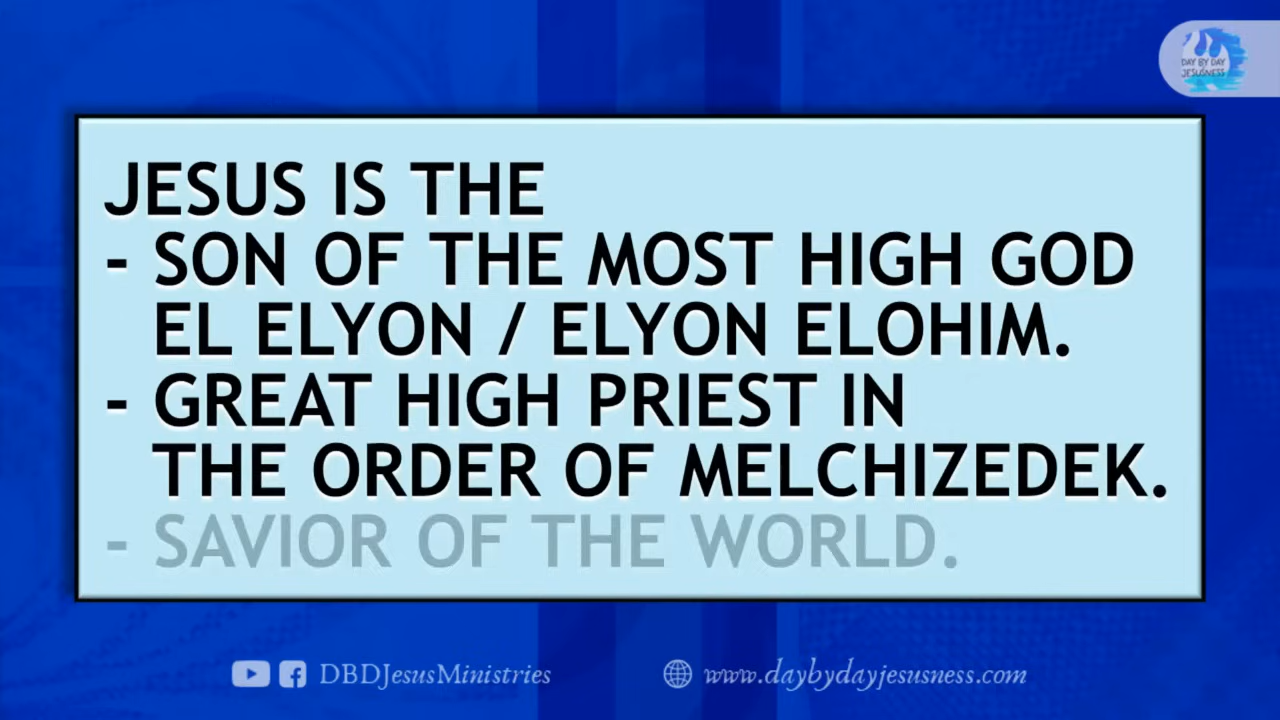 DAY BY DAY
JESUSNESS
JESUS IS THE
- SON OF THE MOST HIGH GOD
EL ELYON / ELYON ELOHIM.
- GREAT HIGH PRIEST IN
THE ORDER OF MELCHIZEDEK.
- SAVIOR OF THE WORLD.
DBDJesusMinistries
www.daybydayjesusness.com